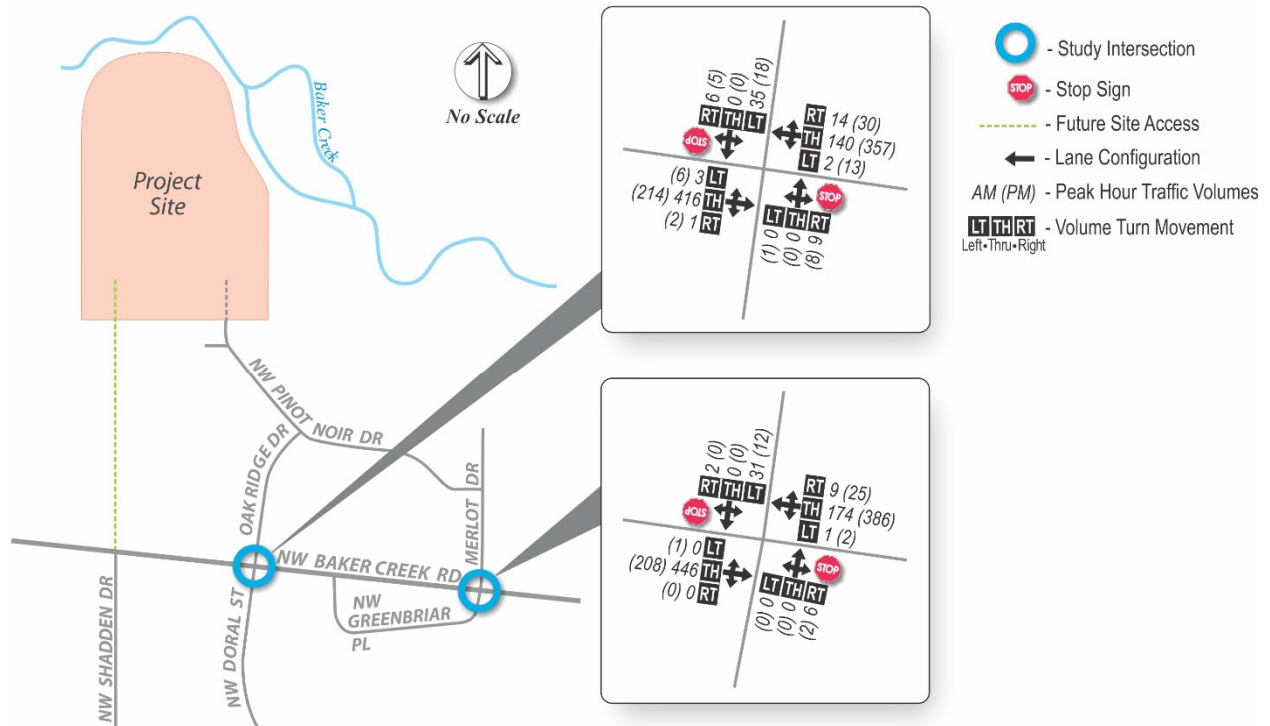 Baker Creek
No Scale
Project
Site
NW PINOT NOIR DR
OAK RIDGE DR
MERLOT DR
NW BAKER CREEK RD
NW
GREENBRIAR
PL
NW SHADDEN DR
NW DORAL ST
6 (5)
0 (0)
35 (18)
RT TH LT
STOP
RT 14 (30)
TH 140 (357)
LT 2 (13)
(6) 3 LT
(214) 416 TH
(2) 1 RT
STOP
LT TH RT
(1) 0
(0) 0
(8) 9
2 (0)
0 (0)
31 (12)
RT TH LT
STOP
RT 9 (25)
TH 174 (386)
LT 1 (2)
(1) 0 LT
(208) 446 TH
(0) 0 RT
STOP
LT TH RT
(0) 0
(0) 0
(2) 6
- Study Intersection
STOP - Stop Sign
- Future Site Access
- Lane Configuration
AM (PM) - Peak Hour Traffic Volumes
LT TH RT - Volume Turn Movement
Left•Thru•Right